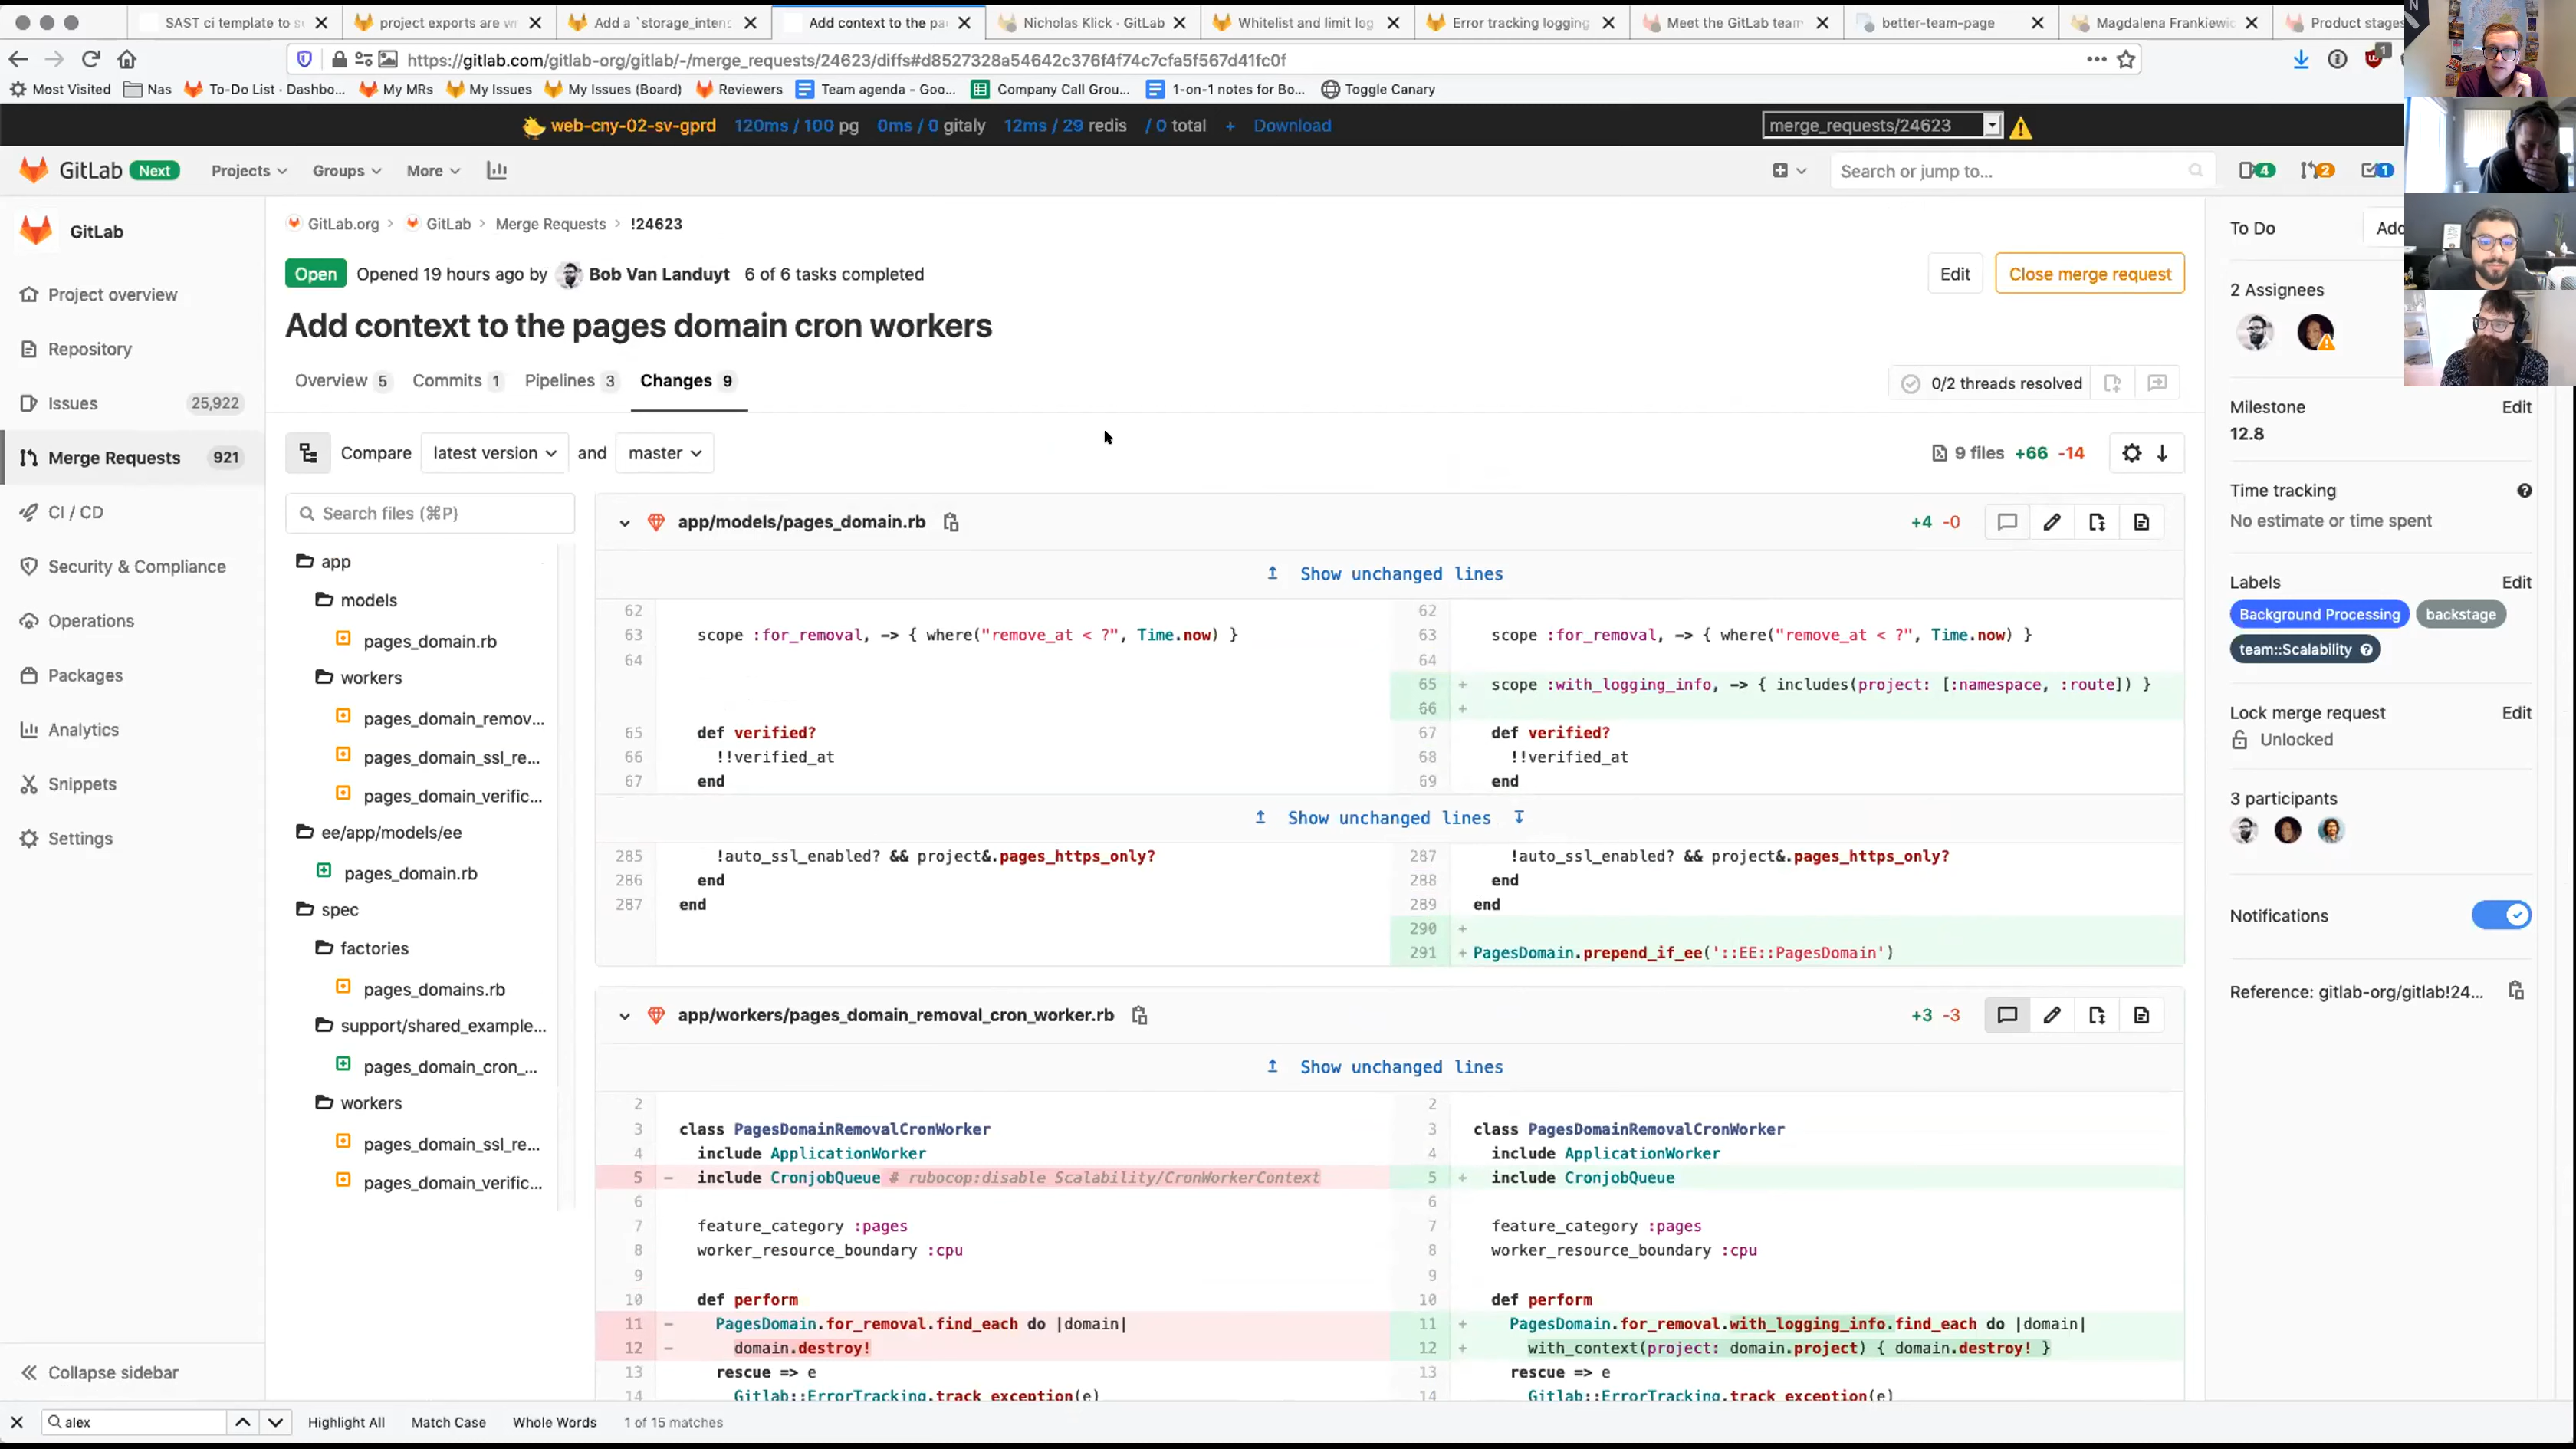 SAST ci template to su
project exports are wr
Add a `storage_intens
Add context to the pa
Nicholas Klick · GitLab
Whitelist and limit log
Error tracking logging
Meet the GitLab team
better-team-page
Magdalena Frankiewic
Product stages
https://gitlab.com/gitlab-org/gitlab/-/merge_requests/24623/diffs#d8527328a54642c376f4f74c7cfa5f567d41fc0f
Most Visited Nas To-Do List · Dashbo... My MRs My Issues My Issues (Board) Reviewers Team agenda - Goo... Company Call Grou... 1-on-1 notes for Bo... Toggle Canary
web-cny-02-sv-gprd 120ms / 100 pg 0ms / 0 gitaly 12ms / 29 redis / 0 total + Download merge_requests/24623
GitLab Next Projects Groups More Search or jump to... 4 2 1
GitLab
Project overview
Repository
Issues 25,922
Merge Requests 921
CI / CD
Security & Compliance
Operations
Packages
Analytics
Snippets
Settings
Collapse sidebar
GitLab.org > GitLab > Merge Requests > !24623
Open Opened 19 hours ago by Bob Van Landuyt 6 of 6 tasks completed
Edit Close merge request
Add context to the pages domain cron workers
Overview 5 Commits 1 Pipelines 3 Changes 9
0/2 threads resolved
Compare latest version and master
9 files +66 -14
Search files (⌘P)
app
models
pages_domain.rb
workers
pages_domain_remov...
pages_domain_ssl_re...
pages_domain_verific...
ee/app/models/ee
pages_domain.rb
spec
factories
pages_domains.rb
support/shared_example...
pages_domain_cron_...
workers
pages_domain_ssl_re...
pages_domain_verific...
app/models/pages_domain.rb +4 -0
Show unchanged lines
62 62
63 scope :for_removal, -> { where("remove_at < ?", Time.now) } 63 scope :for_removal, -> { where("remove_at < ?", Time.now) }
64 64
65 + scope :with_logging_info, -> { includes(project: [:namespace, :route]) }
66 +
65 def verified? 67 def verified?
66 !!verified_at 68 !!verified_at
67 end 69 end
Show unchanged lines
285 !auto_ssl_enabled? && project&.pages_https_only? 287 !auto_ssl_enabled? && project&.pages_https_only?
286 end 288 end
287 end 289 end
290 +
291 + PagesDomain.prepend_if_ee('::EE::PagesDomain')
app/workers/pages_domain_removal_cron_worker.rb +3 -3
Show unchanged lines
2 2
3 class PagesDomainRemovalCronWorker 3 class PagesDomainRemovalCronWorker
4 include ApplicationWorker 4 include ApplicationWorker
5 - include CronjobQueue # rubocop:disable Scalability/CronWorkerContext 5 + include CronjobQueue
6 6
7 feature_category :pages 7 feature_category :pages
8 worker_resource_boundary :cpu 8 worker_resource_boundary :cpu
9 9
10 def perform 10 def perform
11 - PagesDomain.for_removal.find_each do |domain| 11 + PagesDomain.for_removal.with_logging_info.find_each do |domain|
12 - domain.destroy! 12 + with_context(project: domain.project) { domain.destroy! }
13 rescue => e 13 rescue => e
14 Gitlab::ErrorTracking.track_exception(e) 14 Gitlab::ErrorTracking.track_exception(e)
To Do Add
2 Assignees
Milestone Edit
12.8
Time tracking
No estimate or time spent
Labels Edit
Background Processing backstage
team::Scalability
Lock merge request Edit
Unlocked
3 participants
Notifications
Reference: gitlab-org/gitlab!24...
alex Highlight All Match Case Whole Words 1 of 15 matches